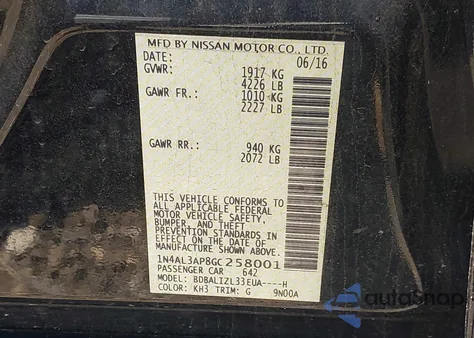 MFD BY NISSAN MOTOR CO., LTD.
DATE: 06/16
GVWR: 1917 KG
4226 LB
GAWR FR.: 1010 KG
2227 LB
GAWR RR.: 940 KG
2072 LB
THIS VEHICLE CONFORMS TO
ALL APPLICABLE FEDERAL
MOTOR VEHICLE SAFETY,
BUMPER, AND THEFT
PREVENTION STANDARDS IN
EFFECT ON THE DATE OF
MANUFACTURE SHOWN ABOVE.
1N4AL3AP8GC258001
PASSENGER CAR 642
MODEL: BDBALIZL33EUA----H
COLOR: KH3 TRIM: G 9N00A
autoSnap